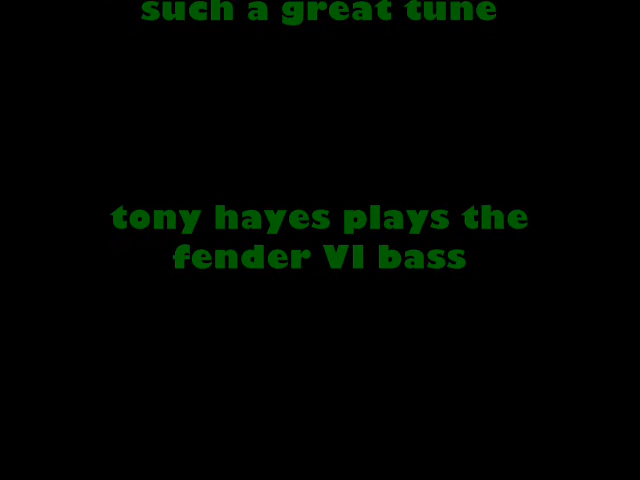 such a great tune
tony hayes plays the
fender VI bass